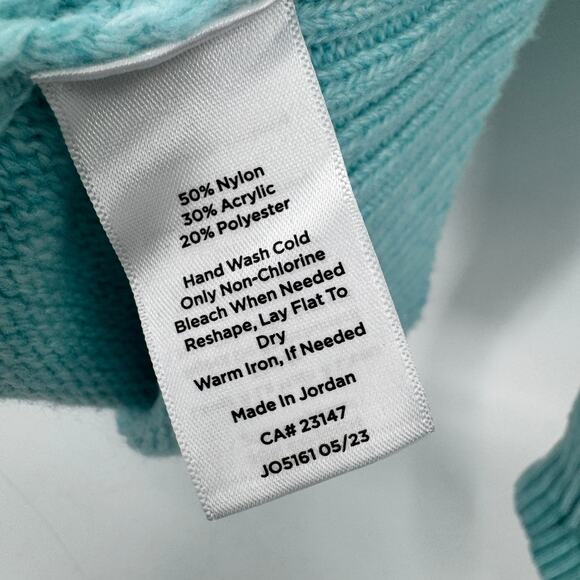 50% Nylon
30% Acrylic
20% Polyester
Hand Wash Cold
Only Non-Chlorine
Bleach When Needed
Reshape, Lay Flat To
Dry
Warm Iron, If Needed
Made In Jordan
CA# 23147
JO5161 05/23